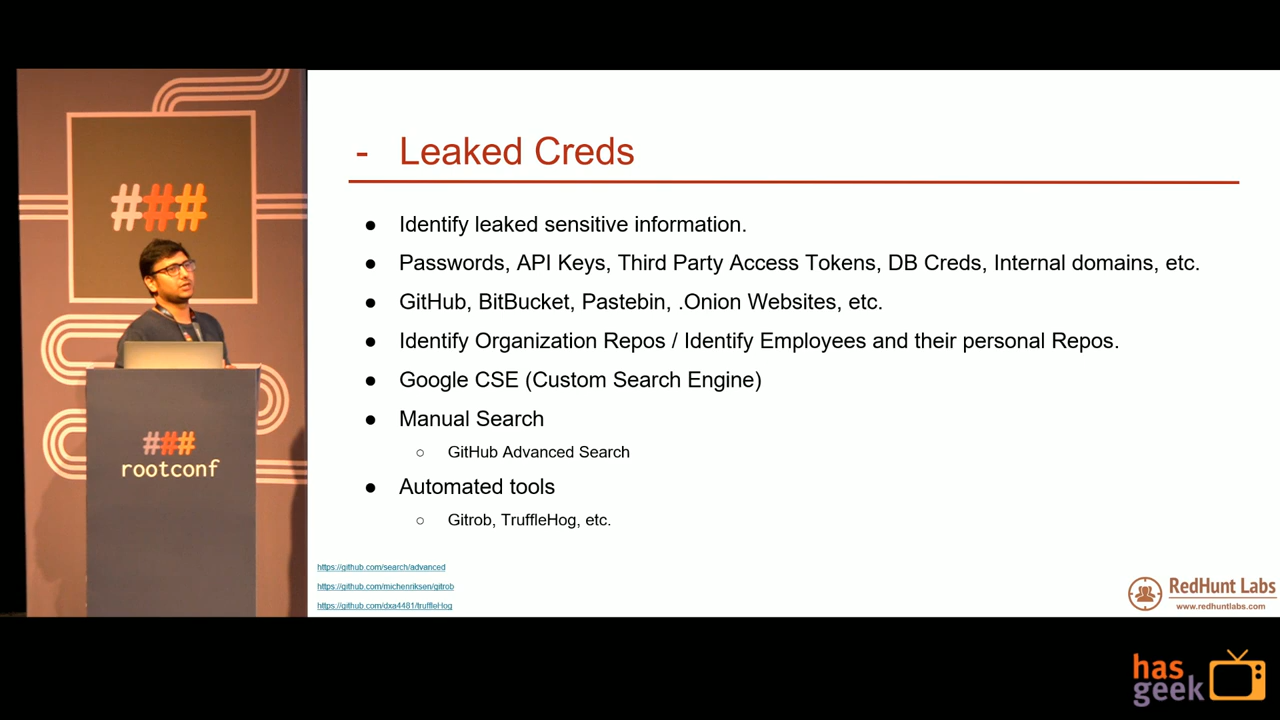 ###
###
rootconf
- Leaked Creds
● Identify leaked sensitive information.
● Passwords, API Keys, Third Party Access Tokens, DB Creds, Internal domains, etc.
● GitHub, BitBucket, Pastebin, .Onion Websites, etc.
● Identify Organization Repos / Identify Employees and their personal Repos.
● Google CSE (Custom Search Engine)
● Manual Search
○ GitHub Advanced Search
● Automated tools
○ Gitrob, TruffleHog, etc.
https://github.com/search/advanced
https://github.com/michenriksen/gitrob
https://github.com/dxa4481/truffleHog
RedHunt Labs
www.redhuntlabs.com
has
geek